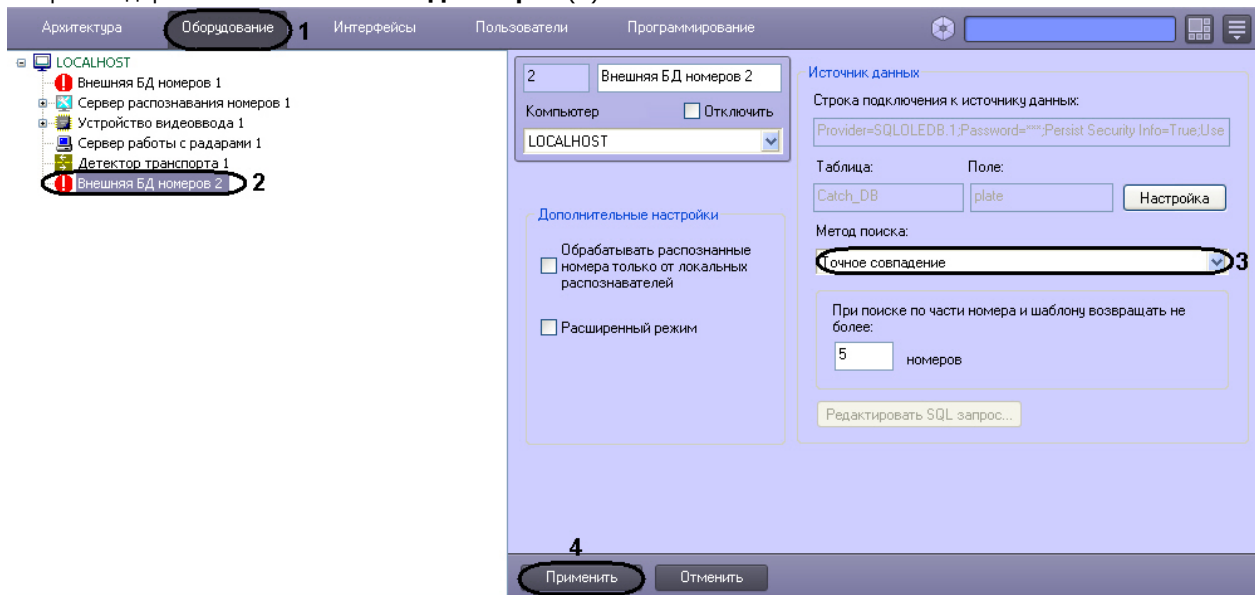 Архитектура Оборудование 1 Интерфейсы Пользователи Программирование
LOCALHOST
Внешняя БД номеров 1
Сервер распознавания номеров 1
Устройство видеоввода 1
Сервер работы с радарами 1
Детектор транспорта 1
Внешняя БД номеров 2 2
2 Внешняя БД номеров 2
Компьютер Отключить
LOCALHOST
Дополнительные настройки
Обрабатывать распознанные
номера только от локальных
распознавателей
Расширенный режим
Источник данных
Строка подключения к источнику данных:
Provider=SQLOLEDB.1;Password=***;Persist Security Info=True;Use
Таблица: Поле:
Catch_DB plate Настройка
Метод поиска:
Точное совпадение 3
При поиске по части номера и шаблону возвращать не
более:
5 номеров
Редактировать SQL запрос...
4
Применить Отменить